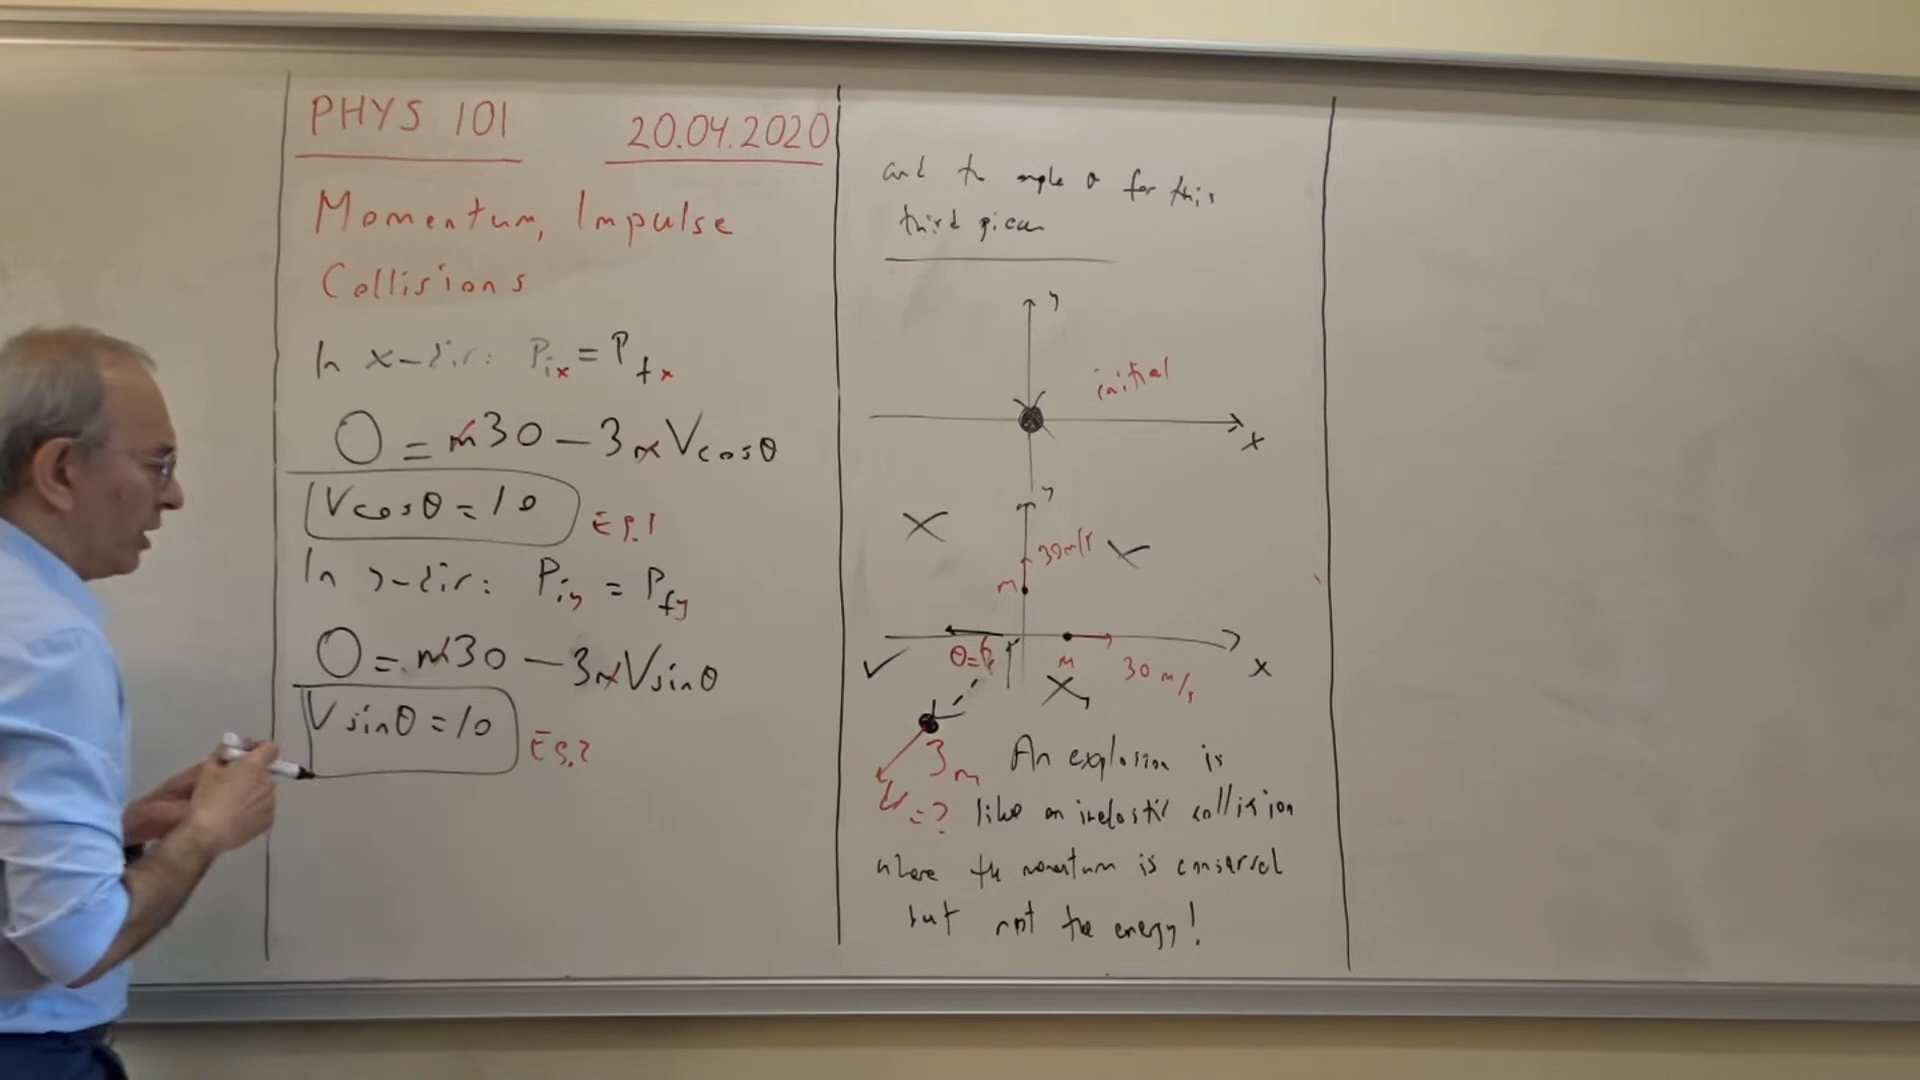 PHYS 101 20.04.2020
Momentum, Impulse
Collisions
In x-dir: Pix = Pfx
0 = m30 - 3mVcosθ
Vcosθ = 10 Eq.1
In y-dir: Piy = Pfy
0 = m30 - 3mVsinθ
Vsinθ = 10 Eq.2
and the angle θ for this
third piece
y
initial
x
y
30m/s
m
θ=?
m
30 m/s
x
3m
V=?
An explosion is
like an inelastic collision
where the momentum is conserved
but not the energy!